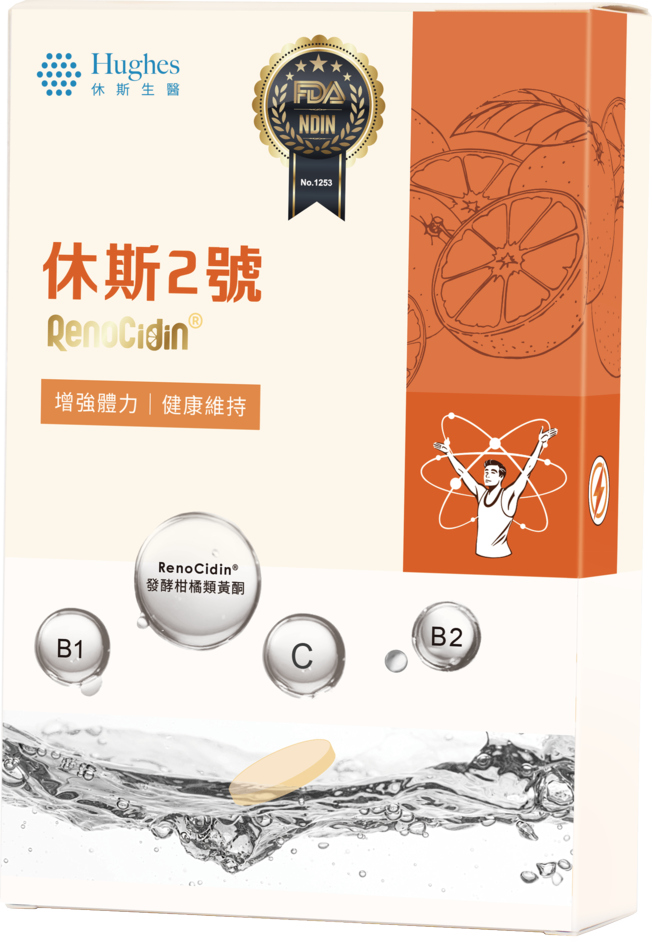 Hughes
休斯生醫
FDA
NDIN
No.1253
休斯2號
RenoCidin®
增強體力｜健康維持
RenoCidin®
發酵柑橘類黃酮
B1
C
B2